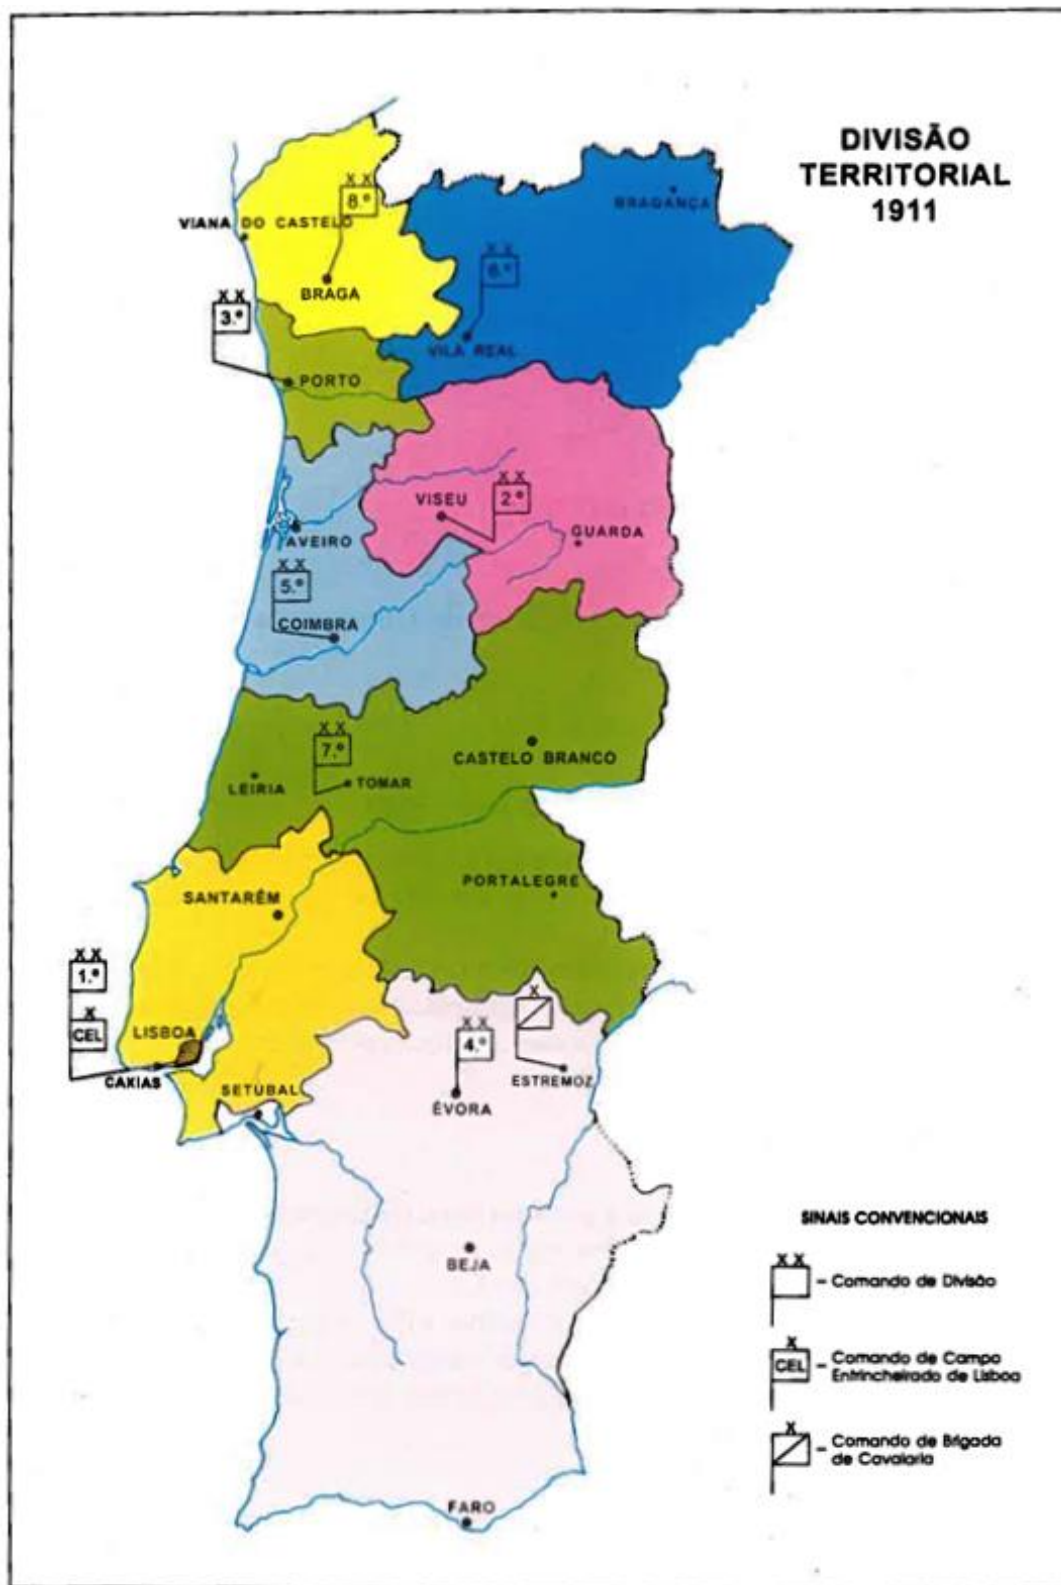 DIVISÃO
TERRITORIAL
1911
X X
8.º
BRAGANÇA
VIANA DO CASTELO
X X
6.º
BRAGA
X X
3.º
VILA REAL
PORTO
X X
2.º
VISEU
GUARDA
AVEIRO
X X
5.º
COIMBRA
X X
7.º
CASTELO BRANCO
LEIRIA
TOMAR
PORTALEGRE
SANTARÉM
X X
1.º
X
CEL
LISBOA
CAXIAS
X
X X
4.º
ESTREMOZ
SETUBAL
ÉVORA
BEJA
FARO
SINAIS CONVENCIONAIS
X X
– Comando de Divisão
X
CEL
– Comando de Campo
Entrincheirado de Lisboa
X
– Comando de Brigada
de Cavalaria